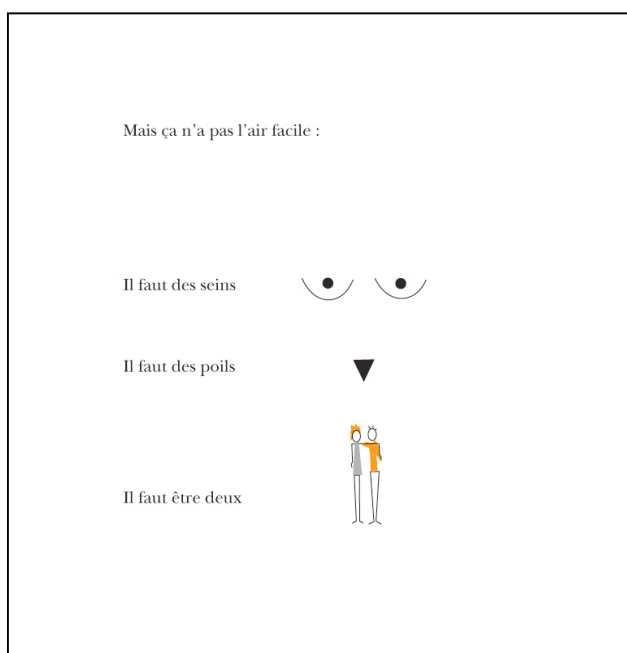 Mais ça n’a pas l’air facile :
Il faut des seins
Il faut des poils
Il faut être deux